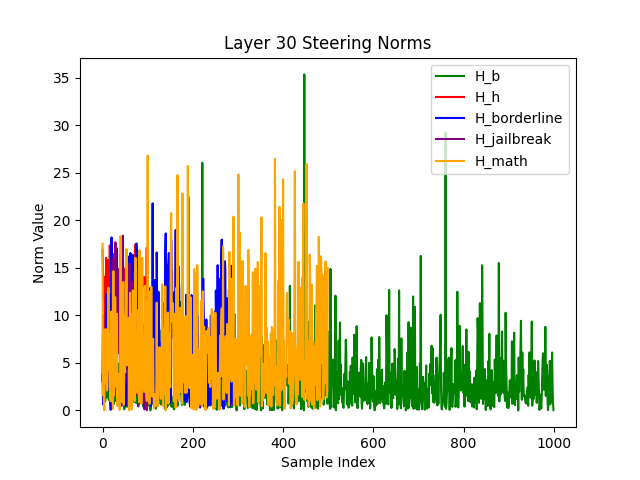 Layer 30 Steering Norms
Norm Value
35
30
25
20
15
10
5
0
H_b
H_h
H_borderline
H_jailbreak
H_math
0 200 400 600 800 1000
Sample Index